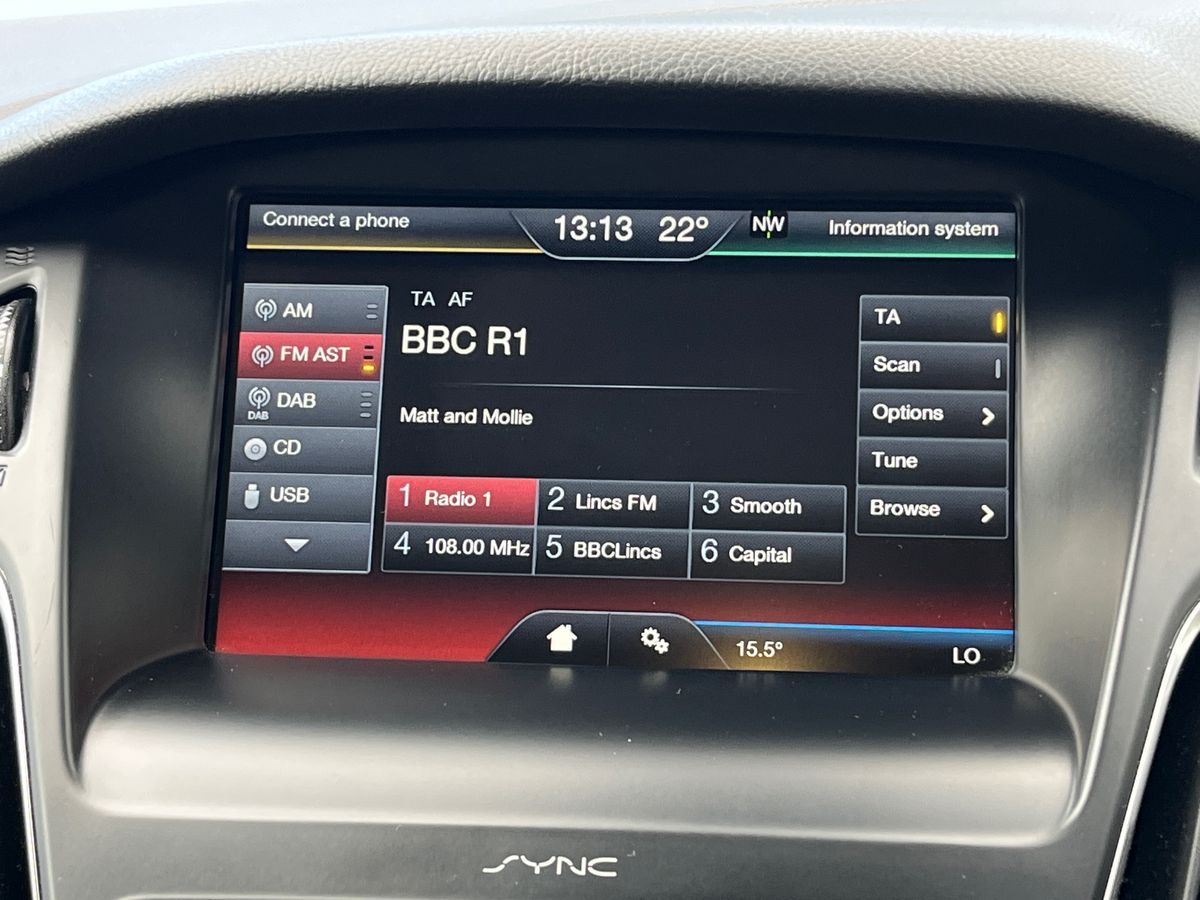 Connect a phone
13:13 22°
NW
Information system
AM
FM AST
DAB
DAB
CD
USB
TA AF
BBC R1
Matt and Mollie
1 Radio 1
2 Lincs FM
3 Smooth
4 108.00 MHz
5 BBCLincs
6 Capital
TA
Scan
Options
Tune
Browse
15.5°
LO
SYNC